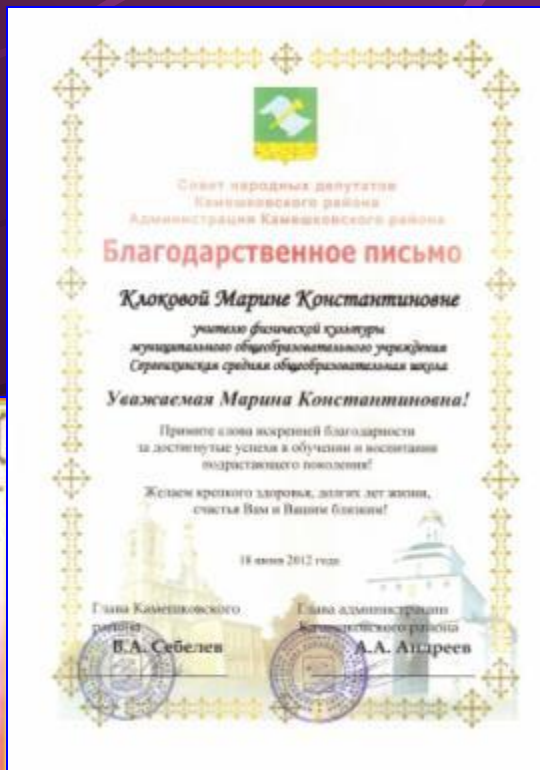 Совет народных депутатов
Камешковского района
Администрация Камешковского района
Благодарственное письмо
Клоковой Марине Константиновне
учителю физической культуры
муниципального общеобразовательного учреждения
Сергеихинская средняя общеобразовательная школа
Уважаемая Марина Константиновна!
Примите слова искренней благодарности
за достигнутые успехи в обучении и воспитании
подрастающего поколения!
Желаем крепкого здоровья, долгих лет жизни,
счастья Вам и Вашим близким!
18 июня 2012 года
Глава Камешковского
района
В.А. Себелев
Глава администрации
Камешковского района
А.А. Андреев